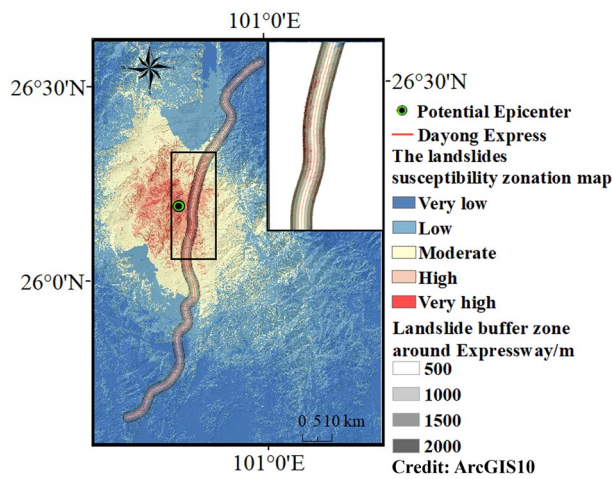 101°0'E
26°30'N
26°30'N
26°0'N
0 510 km
101°0'E
Potential Epicenter
Dayong Express
The landslides
susceptibility zonation map
Very low
Low
Moderate
High
Very high
Landslide buffer zone
around Expressway/m
500
1000
1500
2000
Credit: ArcGIS10